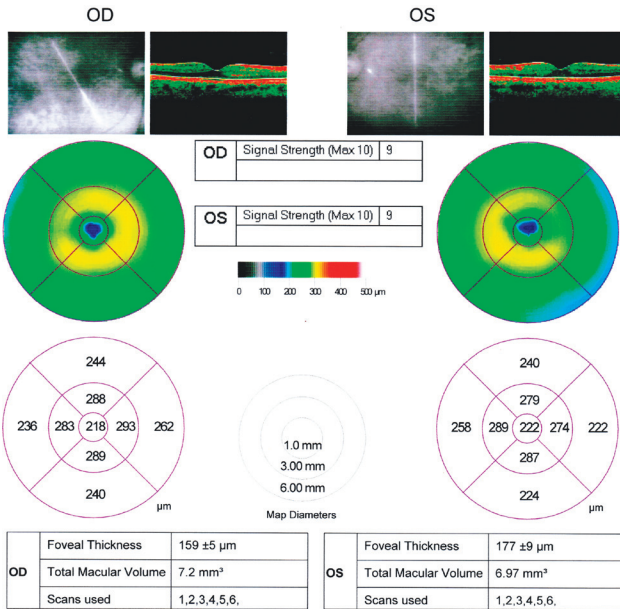 OD OS
OD Signal Strength (Max 10) 9
OS Signal Strength (Max 10) 9
0 100 200 300 400 500 µm
244
288
236 283 218 293 262
289
240
µm
1.0 mm
3.00 mm
6.00 mm
Map Diameters
240
279
258 289 222 274 222
287
224
µm
OD
Foveal Thickness 159 ±5 µm
Total Macular Volume 7.2 mm³
Scans used 1,2,3,4,5,6,
OS
Foveal Thickness 177 ±9 µm
Total Macular Volume 6.97 mm³
Scans used 1,2,3,4,5,6,